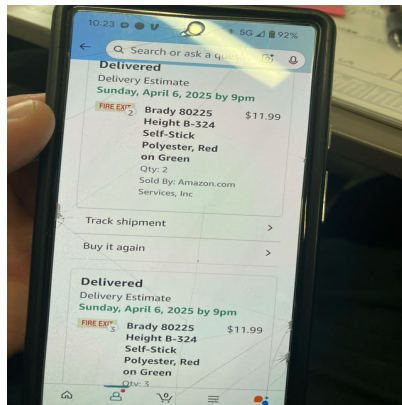 10:23
5G 92%
Search or ask a ques
Delivered
Delivery Estimate
Sunday, April 6, 2025 by 9pm
FIRE EXIT
2
Brady 80225 $11.99
Height B-324
Self-Stick
Polyester, Red
on Green
Qty: 2
Sold By: Amazon.com
Services, Inc
Track shipment
Buy it again
Delivered
Delivery Estimate
Sunday, April 6, 2025 by 9pm
FIRE EXIT
3
Brady 80225 $11.99
Height B-324
Self-Stick
Polyester, Red
on Green
Qty: 3